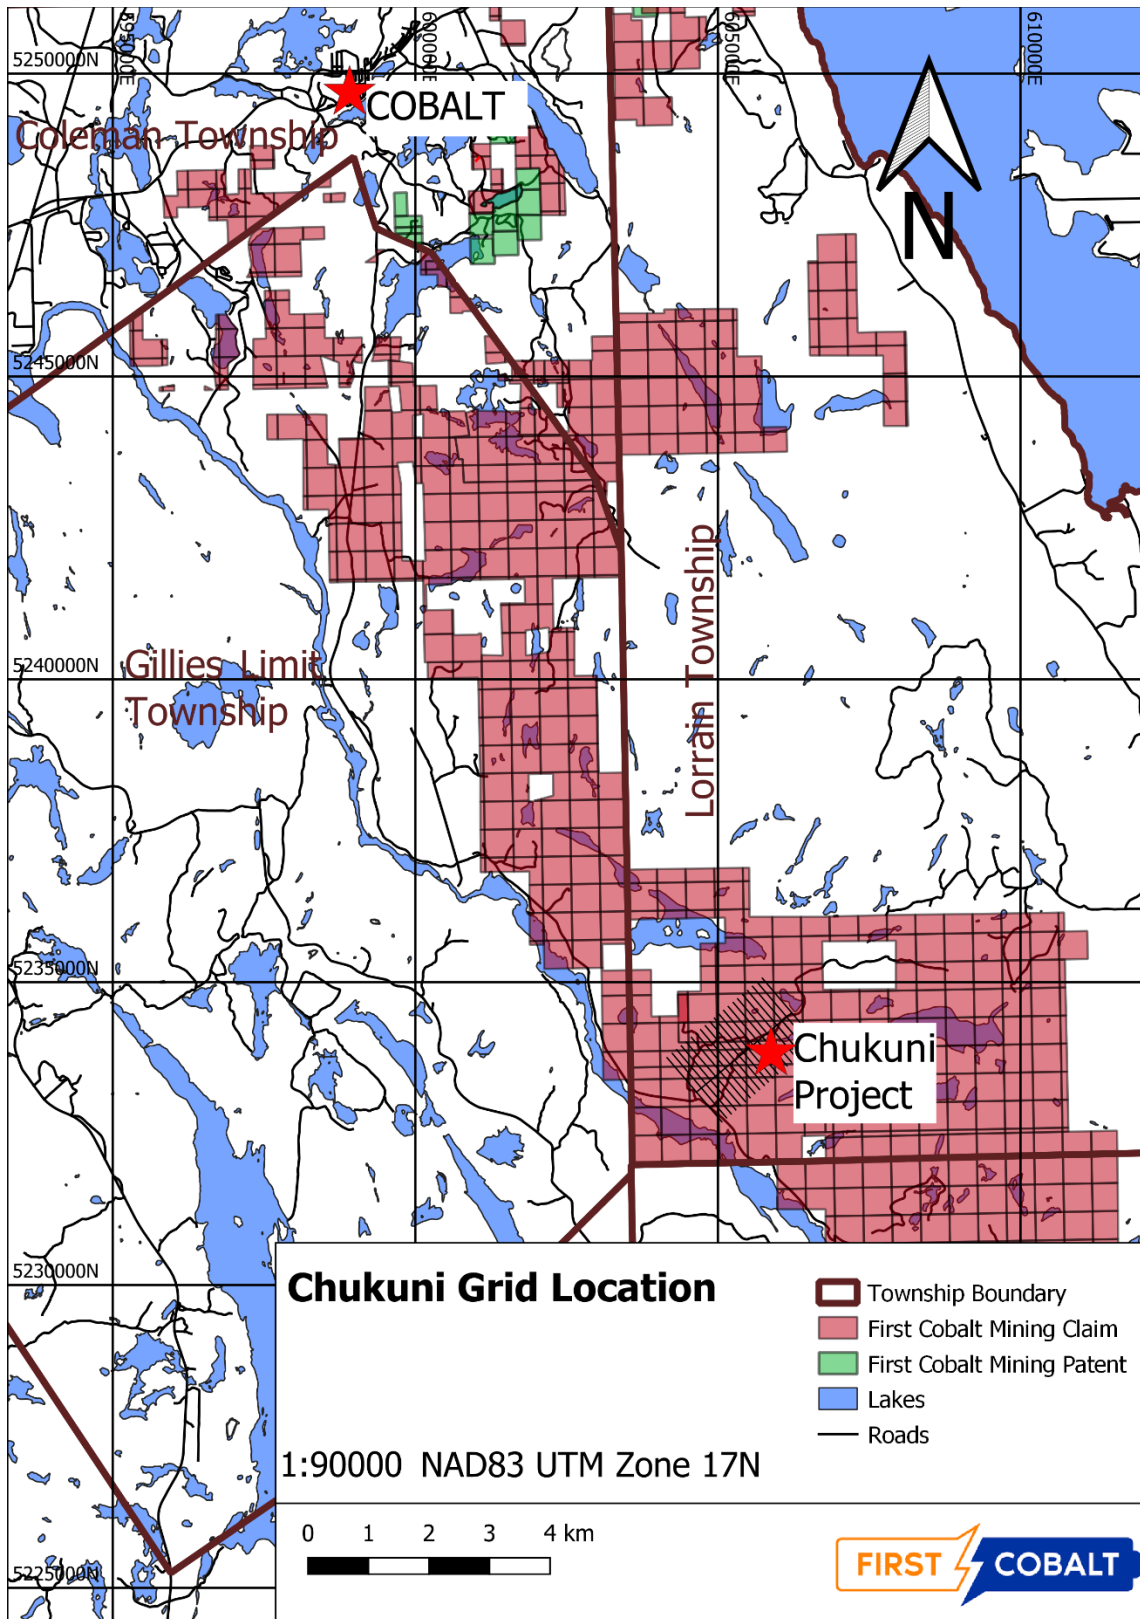 595000E
600000E
605000E
610000E
5250000N
COBALT
Coleman Township
N
5245000N
Lorrain Township
5240000N
Gillies Limit
Township
5235000N
Chukuni
Project
5230000N
Chukuni Grid Location
Township Boundary
First Cobalt Mining Claim
First Cobalt Mining Patent
Lakes
Roads
1:90000 NAD83 UTM Zone 17N
0 1 2 3 4 km
5225000N
FIRST COBALT